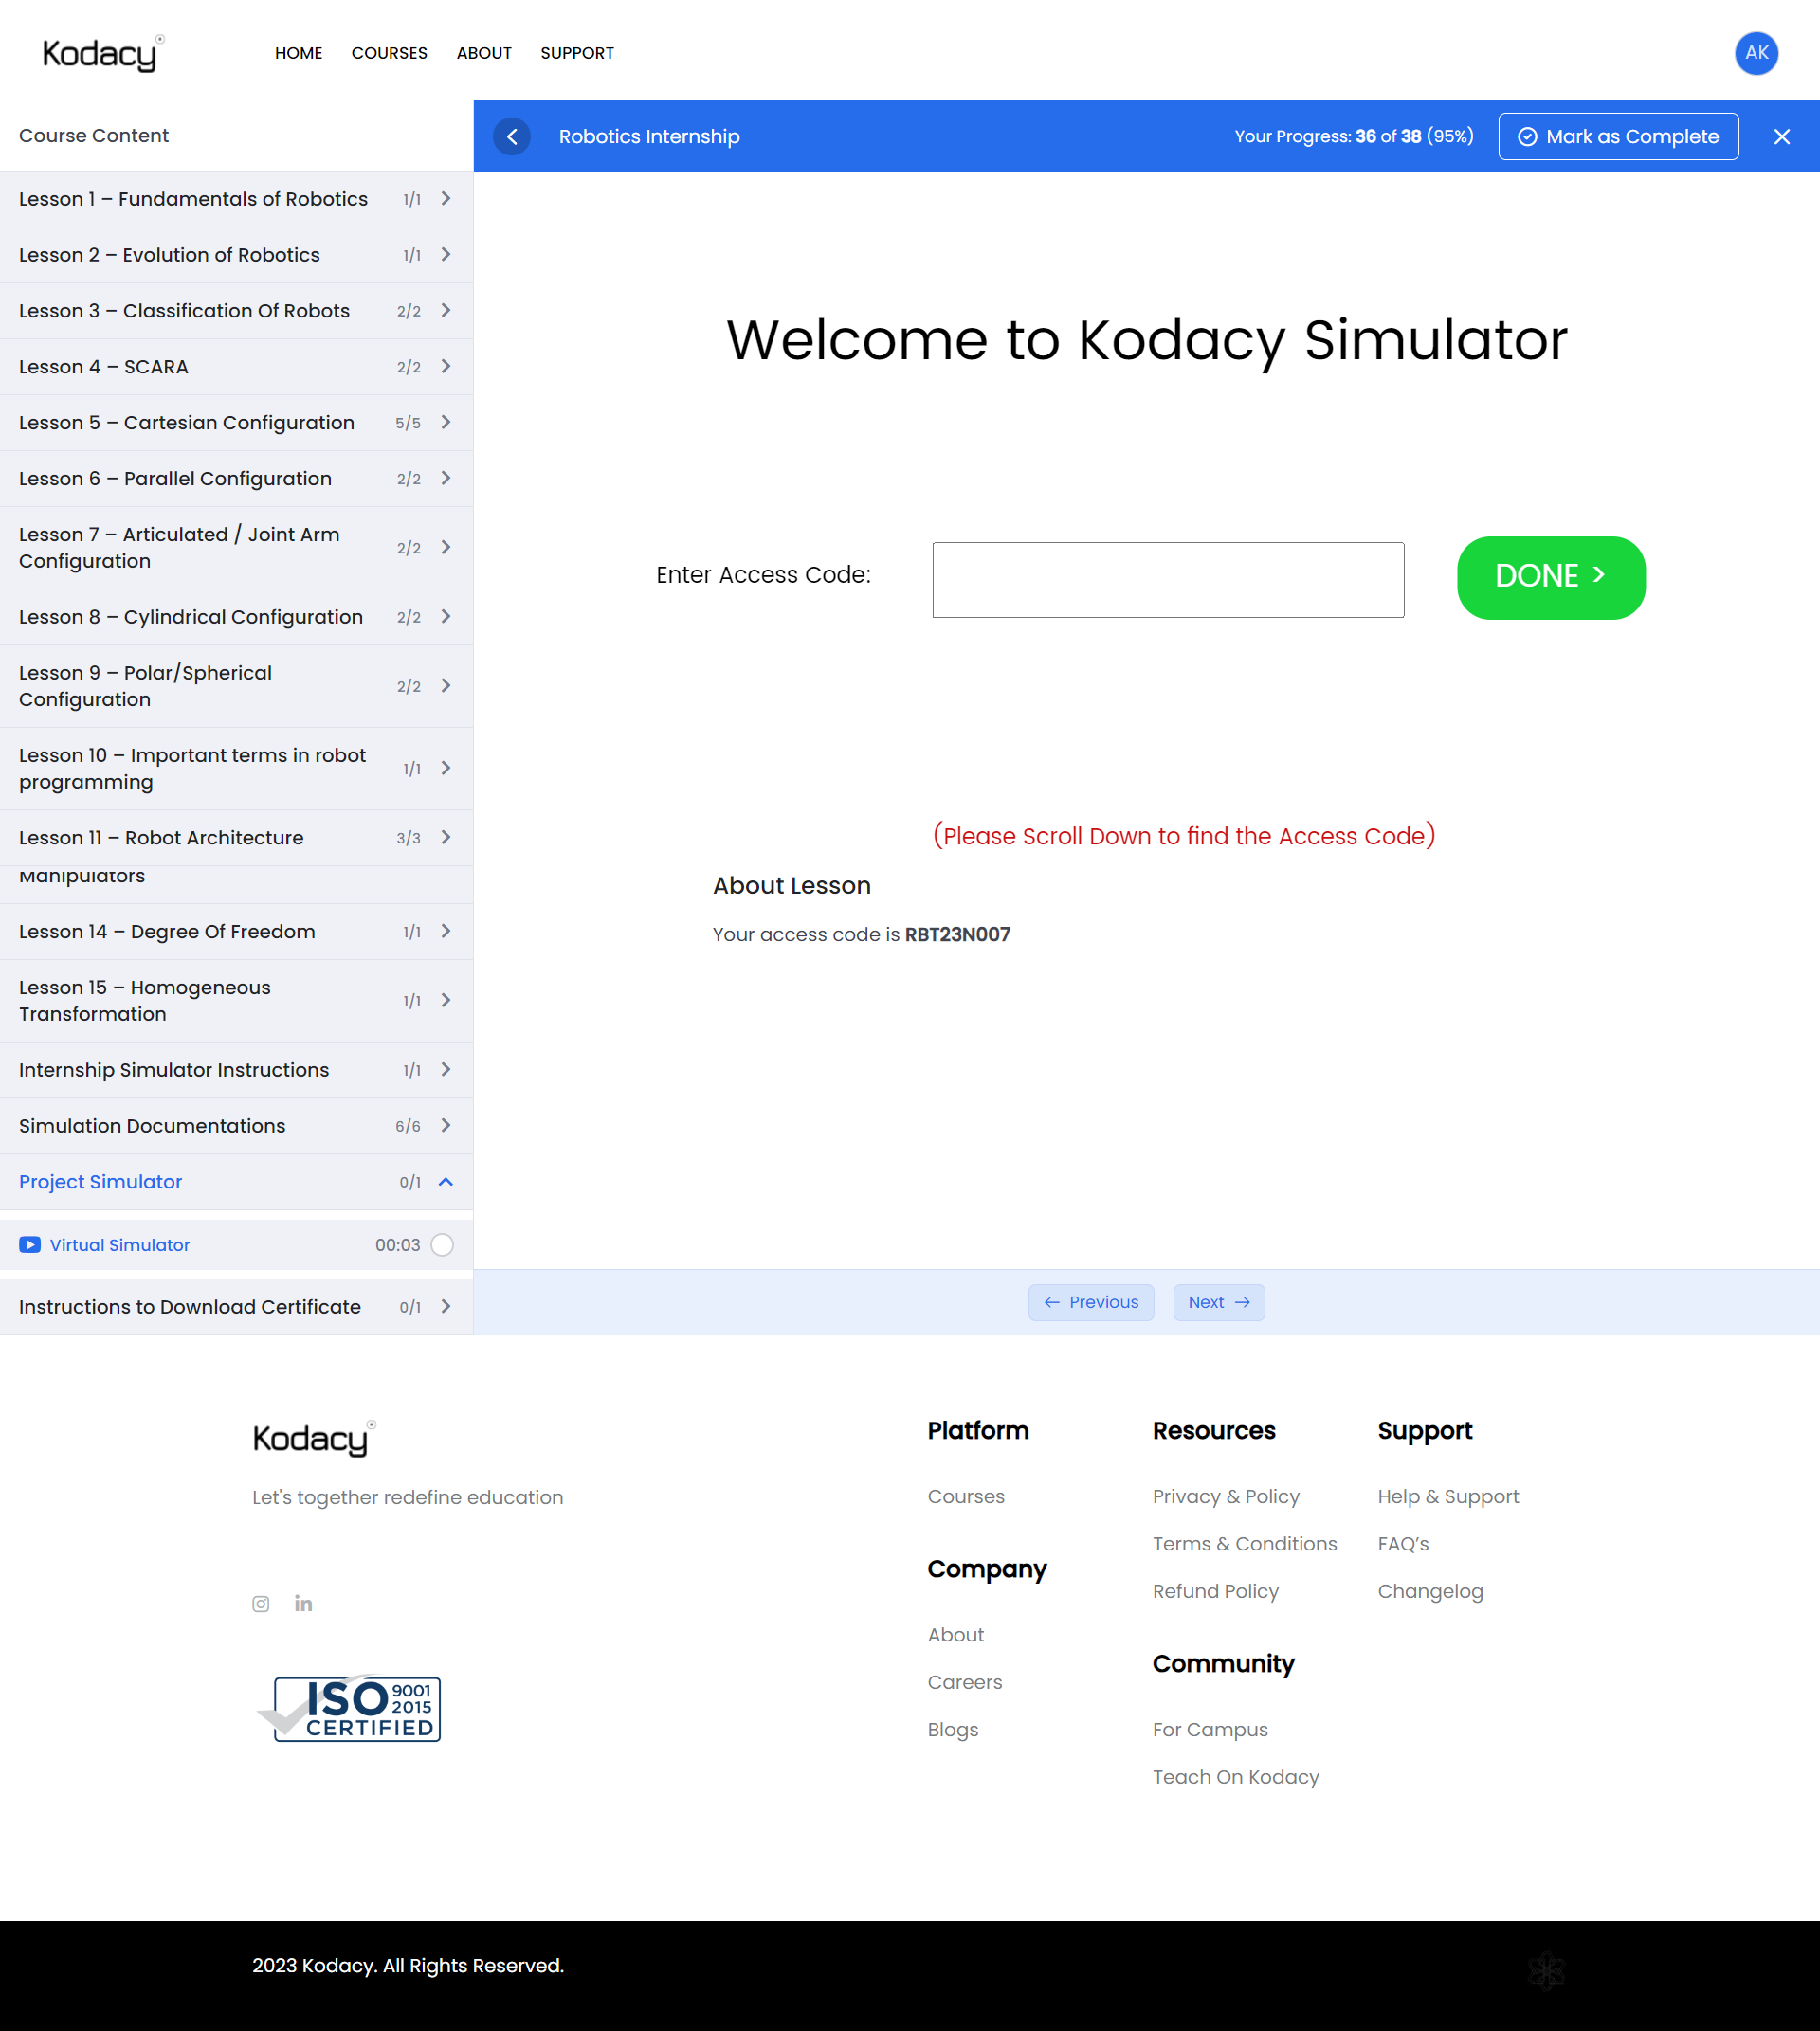 Kodacy
HOME COURSES ABOUT SUPPORT
AK
Course Content
Robotics Internship
Your Progress: 36 of 38 (95%)
Mark as Complete
Lesson 1 – Fundamentals of Robotics 1/1
Lesson 2 – Evolution of Robotics 1/1
Lesson 3 – Classification Of Robots 2/2
Lesson 4 – SCARA 2/2
Lesson 5 – Cartesian Configuration 5/5
Lesson 6 – Parallel Configuration 2/2
Lesson 7 – Articulated / Joint Arm
Configuration 2/2
Lesson 8 – Cylindrical Configuration 2/2
Lesson 9 – Polar/Spherical
Configuration 2/2
Lesson 10 – Important terms in robot
programming 1/1
Lesson 11 – Robot Architecture 3/3
Manipulators
Lesson 14 – Degree Of Freedom 1/1
Lesson 15 – Homogeneous
Transformation 1/1
Internship Simulator Instructions 1/1
Simulation Documentations 6/6
Project Simulator 0/1
Virtual Simulator 00:03
Instructions to Download Certificate 0/1
Welcome to Kodacy Simulator
Enter Access Code:
DONE >
(Please Scroll Down to find the Access Code)
About Lesson
Your access code is RBT23N007
← Previous
Next →
Kodacy
Let's together redefine education
ISO 9001
2015
CERTIFIED
Platform
Courses
Company
About
Careers
Blogs
Resources
Privacy & Policy
Terms & Conditions
Refund Policy
Community
For Campus
Teach On Kodacy
Support
Help & Support
FAQ’s
Changelog
2023 Kodacy. All Rights Reserved.